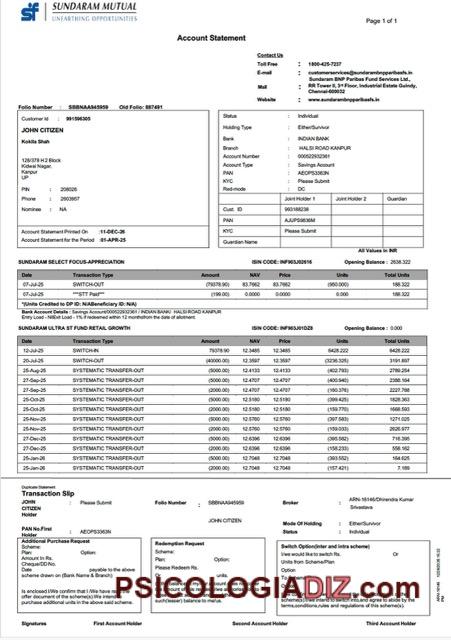 SUNDARAM MUTUAL
UNEARTHING OPPORTUNITIES
Page 1 of 1
Account Statement
Contact Us
Toll Free : 1800-425-7237
E-mail : customerservices@sundarambnpparibasfs.in
Sundaram BNP Paribas Fund Services Ltd.,
Mail : RR Tower II, 3rd Floor, Industrial Estate Guindy,
Chennai-600032
Website : www.sundarambnpparibasfs.in
Folio Number : SBBNAA945959 Old Folio: 887491
Customer Id : 991596305
JOHN CITIZEN
Kokila Shah
128/378 H2 Block
Kidwai Nagar,
Kanpur
UP
PIN : 208026
Phone : 2603957
Nominee : NA
Account Statement Printed On :11-DEC-26
Account Statement for the Period :01-APR-25
Status : Individual
Holding Type : Either/Survivor
Bank : INDIAN BANK
Branch : HALSI ROAD KANPUR
Account Number : 000522932361
Account Type : Savings Account
PAN : AEOPS3363N
KYC : Please Submit
Red-mode : DC
Joint Holder 1 Joint Holder 2 Guardian
Cust. ID 993188238
PAN AJUPS9836M
KYC Please Submit
Guardian Name
All Values in INR
SUNDARAM SELECT FOCUS-APPRECIATION ISIN CODE: INF903J02616 Opening Balance : 2638.322
Date Transaction Type Amount NAV Price Units Total Units
07-Jul-25 SWITCH-OUT (79378.90) 83.7662 83.7662 (950.000) 188.322
07-Jul-25 ***STT Paid*** (199.00) 0.0000 0.0000 0.000 188.322
*/Units Credited to DP ID: N/ABeneficiary ID: N/A)
Bank Account Details : Savings Account/000522932361 / INDIAN BANK/ HALSI ROAD KANPUR
Entry Load - Nil Exit Load - 1% if redeemed within 12 monthsfrom the date of allotment.
SUNDARAM ULTRA ST FUND RETAIL GROWTH ISIN CODE: INF903J01DZ8 Opening Balance : 0.000
Date Transaction Type Amount NAV Price Units Total Units
12-Jul-25 SWITCH-IN 79378.90 12.3485 12.3485 6428.222 6428.222
20-Jul-25 SWITCH-OUT (40000.00) 12.3597 12.3597 (3236.325) 3191.897
25-Aug-25 SYSTEMATIC TRANSFER-OUT (5000.00) 12.4133 12.4133 (402.793) 2789.254
27-Sep-25 SYSTEMATIC TRANSFER-OUT (5000.00) 12.4707 12.4707 (400.940) 2388.164
27-Sep-25 SYSTEMATIC TRANSFER-OUT (2000.00) 12.4707 12.4707 (160.376) 2227.788
25-Oct-25 SYSTEMATIC TRANSFER-OUT (5000.00) 12.5180 12.5180 (399.425) 1828.363
25-Oct-25 SYSTEMATIC TRANSFER-OUT (2000.00) 12.5180 12.5180 (159.770) 1668.593
25-Nov-25 SYSTEMATIC TRANSFER-OUT (5000.00) 12.5760 12.5760 (397.583) 1271.025
25-Nov-25 SYSTEMATIC TRANSFER-OUT (2000.00) 12.5760 12.5760 (159.033) 2626.977
27-Dec-25 SYSTEMATIC TRANSFER-OUT (5000.00) 12.6396 12.6396 (395.582) 716.395
27-Dec-25 SYSTEMATIC TRANSFER-OUT (2000.00) 12.6396 12.6396 (158.233) 558.162
25-Jan-26 SYSTEMATIC TRANSFER-OUT (5000.00) 12.7048 12.7048 (393.552) 164.625
25-Jan-26 SYSTEMATIC TRANSFER-OUT (2000.00) 12.7048 12.7048 (157.421) 7.189
Duplicate Statement
Transaction Slip
JOHN CITIZEN Holder : Please Submit
Folio Number : SBBNAA945959
JOHN CITIZEN
Broker : ARN-16146/Dhirendra Kumar
Srivastava
PAN No.First Holder : AEOPS3363N
Mode Of Holding : Either/Survivor
Status : Individual
Additional Purchase Request
Scheme:
Plan: Option:
Amount In Rs.
Cheque/DD No.
Date payable to the above
scheme drawn on (Bank Name & Branch)
Is enclosed I/We confirm that I /We have read the
offer document of the scheme(s).We intend to
purchase additional units in the above said scheme.
Redemption Request
Scheme:
Plan: Option:
Please Redeem Rs.
Or units.
Switch Option(inter and intra scheme)
I/we would like to switch Rs. Or
Units from Scheme/Plan
Option
PSICOLOGIADIZ.com
Signatures First Account Holder Second Account Holder Third Account Holder